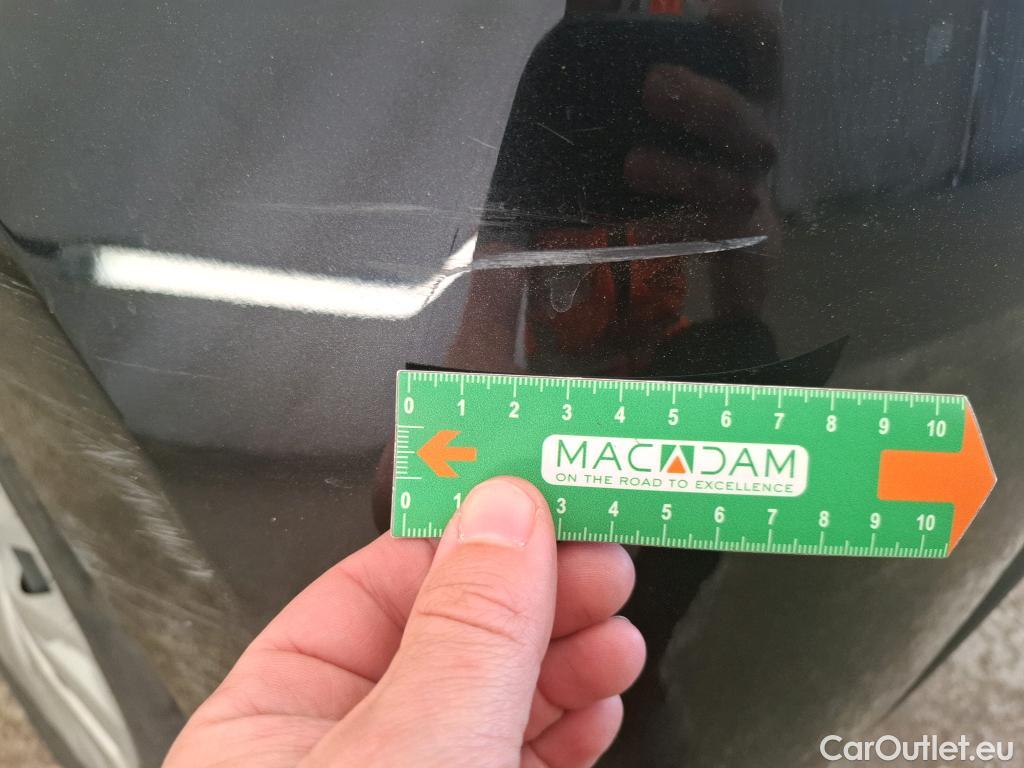 0 1 2 3 4 5 6 7 8 9 10
MACADAM
ON THE ROAD TO EXCELLENCE
0 1 3 4 5 6 7 8 9 10
CarOutlet.eu